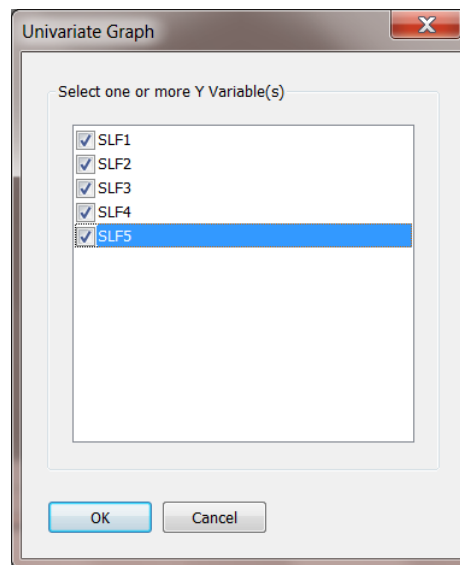 Univariate Graph
Select one or more Y Variable(s)
SLF1
SLF2
SLF3
SLF4
SLF5
OK
Cancel